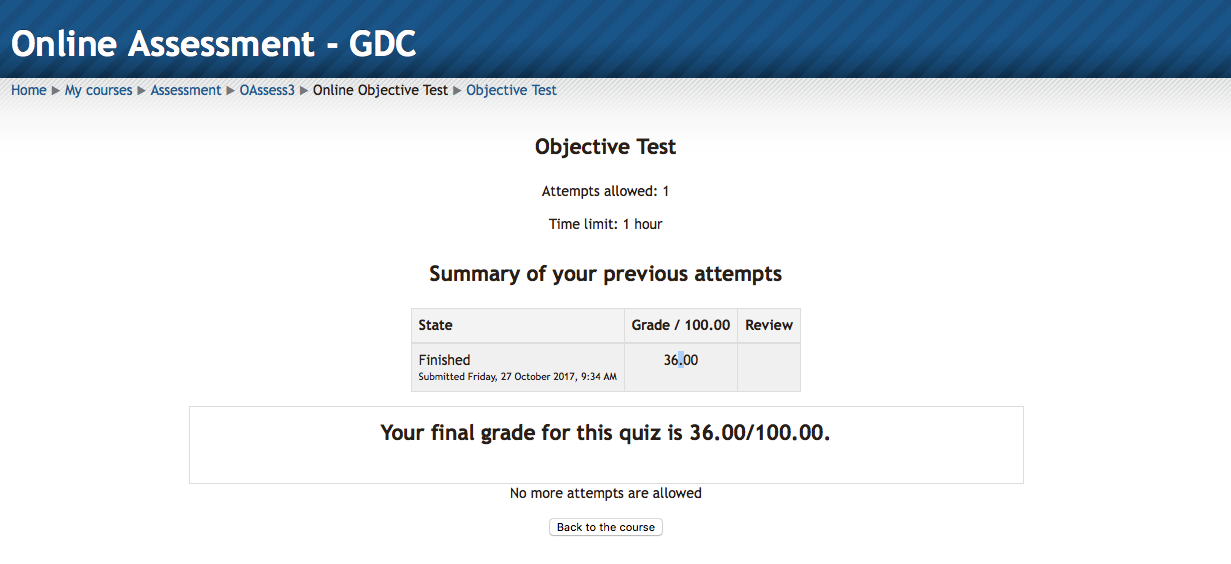 Online Assessment - GDC
Home ▶ My courses ▶ Assessment ▶ OAssess3 ▶ Online Objective Test ▶ Objective Test
Objective Test
Attempts allowed: 1
Time limit: 1 hour
Summary of your previous attempts
State Grade / 100.00 Review
Finished 36.00
Submitted Friday, 27 October 2017, 9:34 AM
Your final grade for this quiz is 36.00/100.00.
No more attempts are allowed
Back to the course